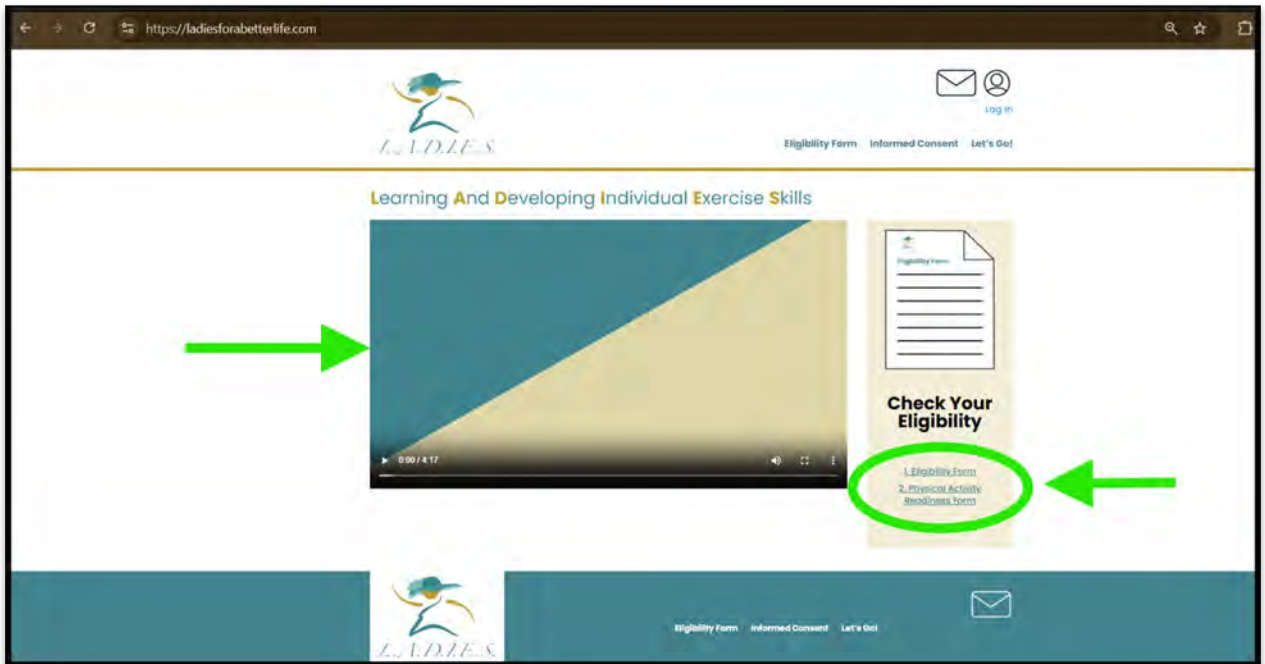 https://ladiesforabetterlife.com
L.A.D.I.E.S.
Log In
Eligibility Form Informed Consent Let's Go!
Learning And Developing Individual Exercise Skills
Eligibility Form
Check Your
Eligibility
1. Eligibility Form
2. Physical Activity
Readiness Form
0:00 / 4:17
L.A.D.I.E.S.
Eligibility Form Informed Consent Let's Go!